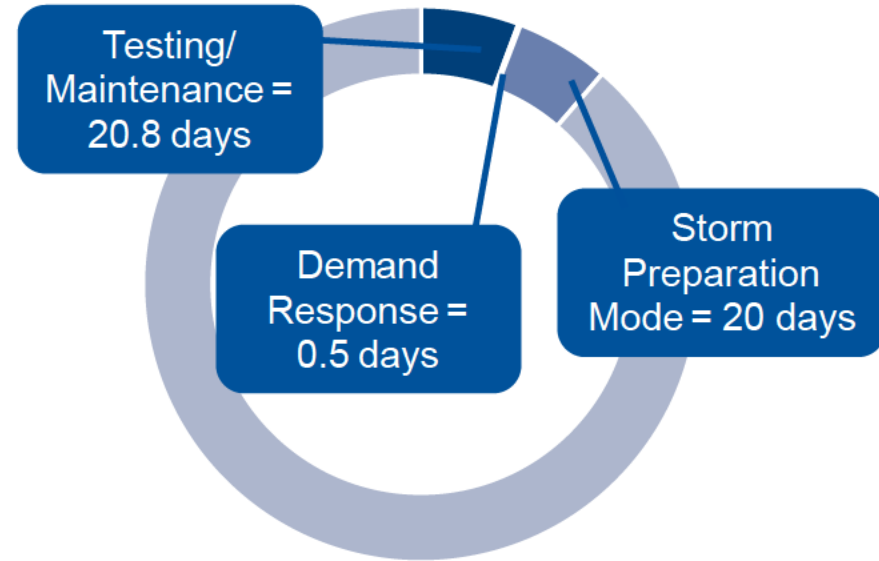 Testing/
Maintenance =
20.8 days
Demand
Response =
0.5 days
Storm
Preparation
Mode = 20 days